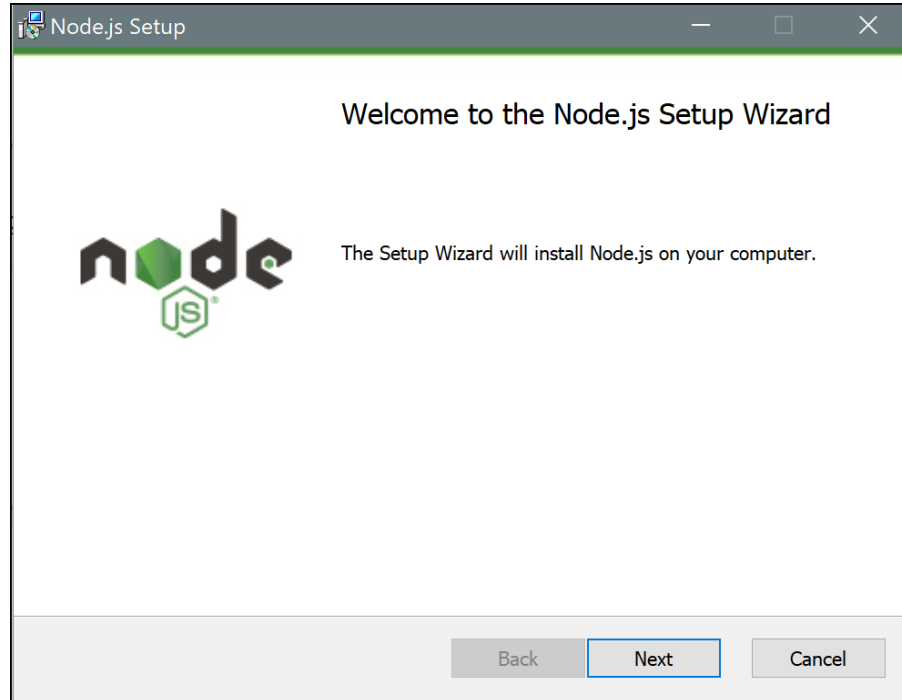 Node.js Setup
Welcome to the Node.js Setup Wizard
The Setup Wizard will install Node.js on your computer.
node
JS®
Back
Next
Cancel